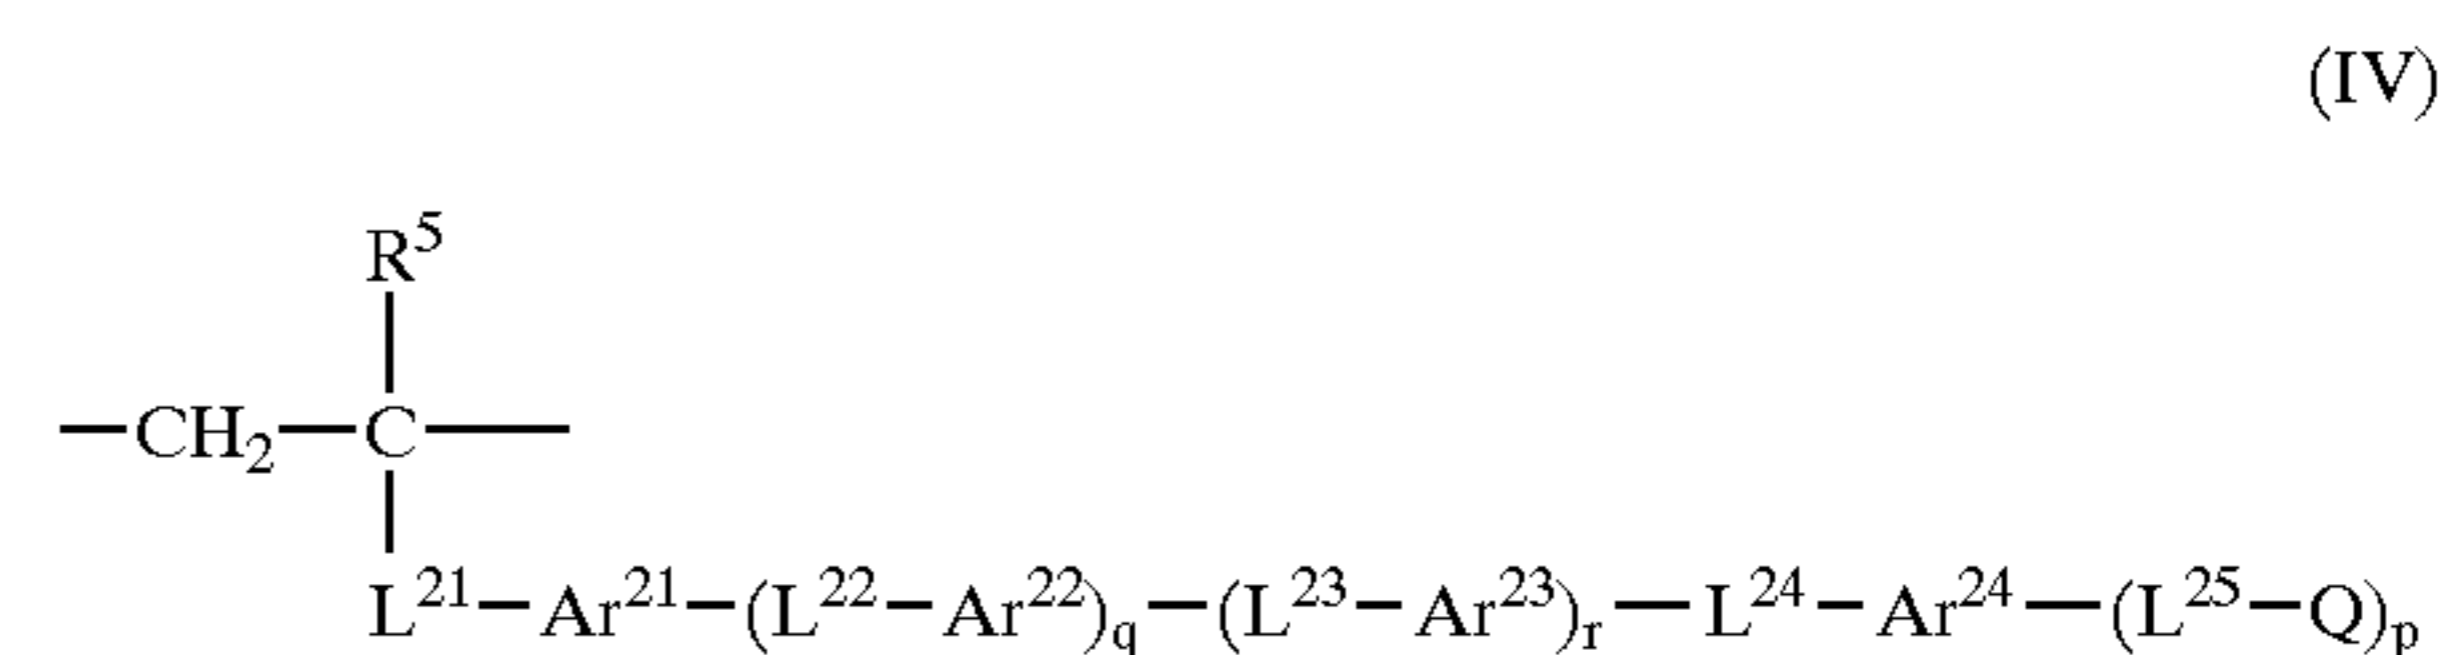 (IV)
R⁵
—CH₂—C—
L²¹—Ar²¹—(L²²—Ar²²)q—(L²³—Ar²³)r—L²⁴—Ar²⁴—(L²⁵—Q)p